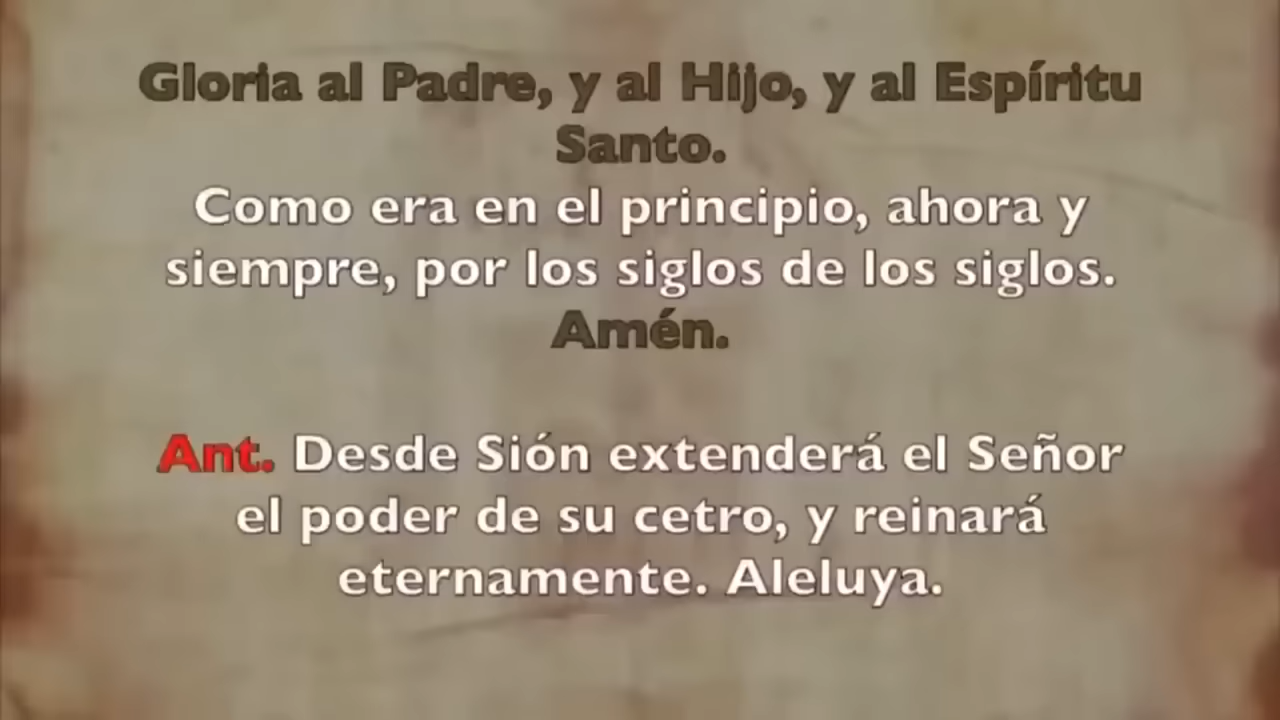 Gloria al Padre, y al Hijo, y al Espíritu
Santo.
Como era en el principio, ahora y
siempre, por los siglos de los siglos.
Amén.
Ant. Desde Sión extenderá el Señor
el poder de su cetro, y reinará
eternamente. Aleluya.